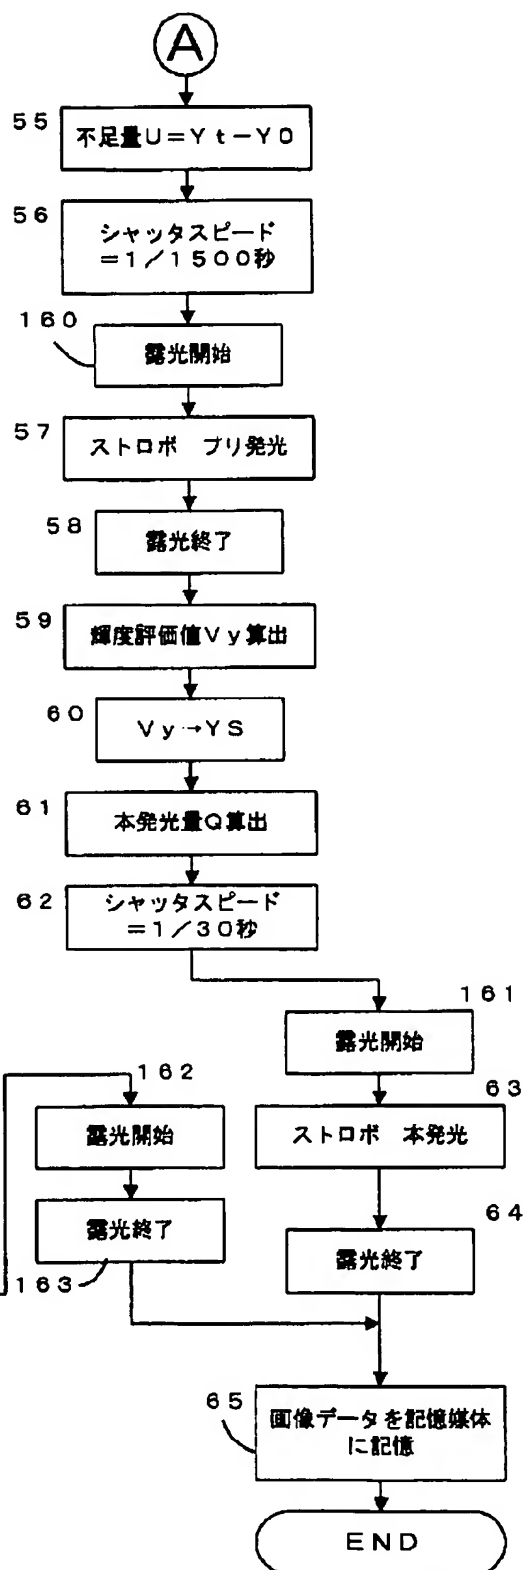 A
55
不足量U=Yt-Y0
56
シャッタスピード
=1/1500秒
160
露光開始
57
ストロボ プリ発光
58
露光終了
59
輝度評価値Vy算出
60
Vy→YS
61
本発光量Q算出
62
シャッタスピード
=1/30秒
161
露光開始
162
露光開始
63
ストロボ 本発光
露光終了
163
64
露光終了
65
画像データを記憶媒体
に記憶
END